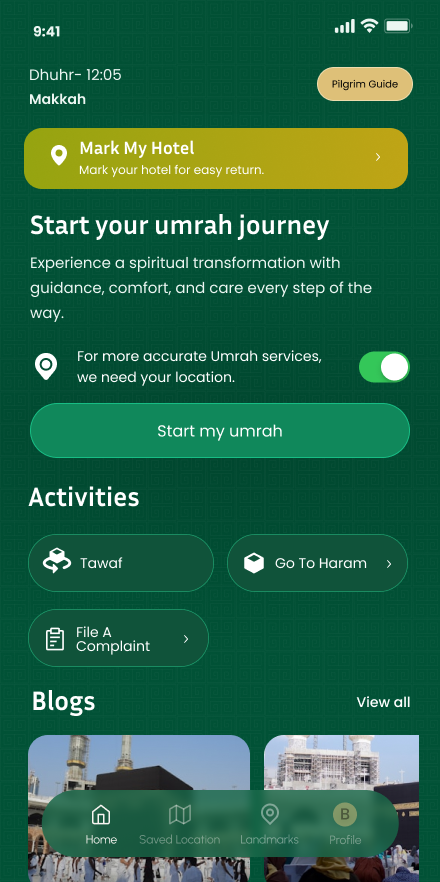 9:41
Dhuhr- 12:05
Makkah
Pilgrim Guide
Mark My Hotel
Mark your hotel for easy return.
Start your umrah journey
Experience a spiritual transformation with
guidance, comfort, and care every step of the
way.
For more accurate Umrah services,
we need your location.
Start my umrah
Activities
Tawaf
Go To Haram
File A
Complaint
Blogs
View all
B
Home
Saved Location
Landmarks
Profile